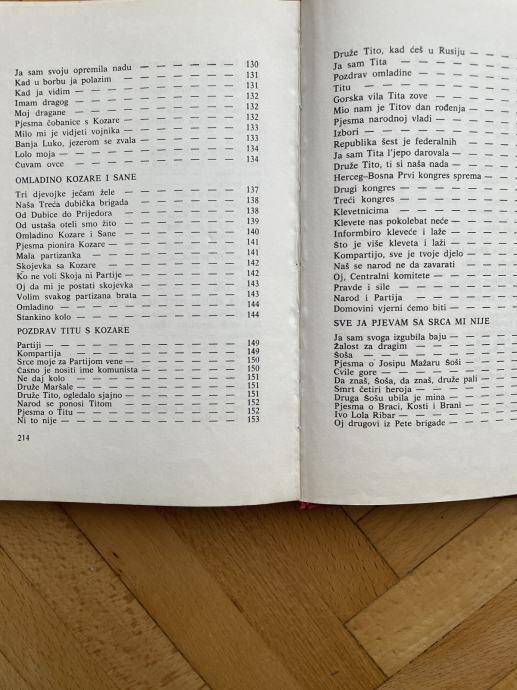 Ja sam svoju opremila nadu — — — — — — — 130
Kad u borbu ja polazim — — — — — — — — 131
Kad ja vidim — — — — — — — — — — 131
Imam dragog — — — — — — — — — — 132
Moj dragane — — — — — — — — — — 132
Pjesma čobanice s Kozare — — — — — — — 132
Milo mi je vidjeti vojnika — — — — — — — 133
Banja Luko, jezerom se zvala — — — — — — 133
Lolo moja — — — — — — — — — — — 134
Čuvam ovce — — — — — — — — — — 134
OMLADINO KOZARE I SANE
Tri djevojke ječam žele — — — — — — — — 137
Naša Treća dubička brigada — — — — — — — 138
Od Dubice do Prijedora — — — — — — — — 138
Od ustaša oteli smo žito — — — — — — — — 139
Omladino Kozare i Sane — — — — — — — — 140
Pjesma pionira Kozare — — — — — — — — 141
Mala partizanka — — — — — — — — — 141
Skojevka sa Kozare — — — — — — — — — 142
Ko ne voli Skoja ni Partije — — — — — — — 142
Oj da mi je postati skojevka — — — — — — 143
Volim svakog partizana brata — — — — — — 143
Omladino — — — — — — — — — — — 144
Stankino kolo — — — — — — — — — — 144
POZDRAV TITU S KOZARE
Partiji — — — — — — — — — — — — 149
Kompartija — — — — — — — — — — — 149
Srce moje za Partijom vene — — — — — — — 150
Časno je nositi ime komunista — — — — — — 150
Ne daj kolo — — — — — — — — — — 151
Druže Maršale — — — — — — — — — — 151
Druže Tito, ogledalo sjajno — — — — — — — 151
Narod se ponosi Titom — — — — — — — — 152
Pjesma o Titu — — — — — — — — — — 152
Ni to nije — — — — — — — — — — — 153
214
Druže Tito, kad ćeš u Rusiju — — —
Ja sam Tita — — — — — — —
Pozdrav omladine — — — — —
Titu — — — — — — — —
Gorska vila Tita zove — — — —
Mio nam je Titov dan rođenja — —
Pjesma narodnoj vladi — — — —
Izbori — — — — — — — —
Republika šest je federalnih — —
Ja sam Tita l'jepo darovala — — —
Druže Tito, ti si naša nada — — —
Herceg-Bosna Prvi kongres sprema —
Drugi kongres — — — — — —
Treći kongres — — — — — —
Klevetnicima — — — — — —
Klevete nas pokolebat neće — — —
Informbiro kleveće i laže — — —
Što je više kleveta i laži — — —
Kompartijo, sve je tvoje djelo — —
Naš se narod ne da zavarati — —
Oj, Centralni komitete — — — —
Pravde i sile — — — — — —
Narod i Partija — — — — — —
Domovini vjerni ćemo biti — — —
SVE JA PJEVAM SA SRCA MI NIJE
Ja sam svoga izgubila baju — — —
Žalost za dragim — — — — —
Šoša — — — — — — — —
Pjesma o Josipu Mažaru Šoši — —
Cvile gore — — — — — — —
Da znaš, Šoša, da znaš, druže pali —
Smrt četiri heroja — — — — —
Druga Šošu ubila je mina — — —
Pjesma o Braci, Kosti i Brani — —
Ivo Lola Ribar — — — — — —
Oj drugovi iz Pete brigade — — —